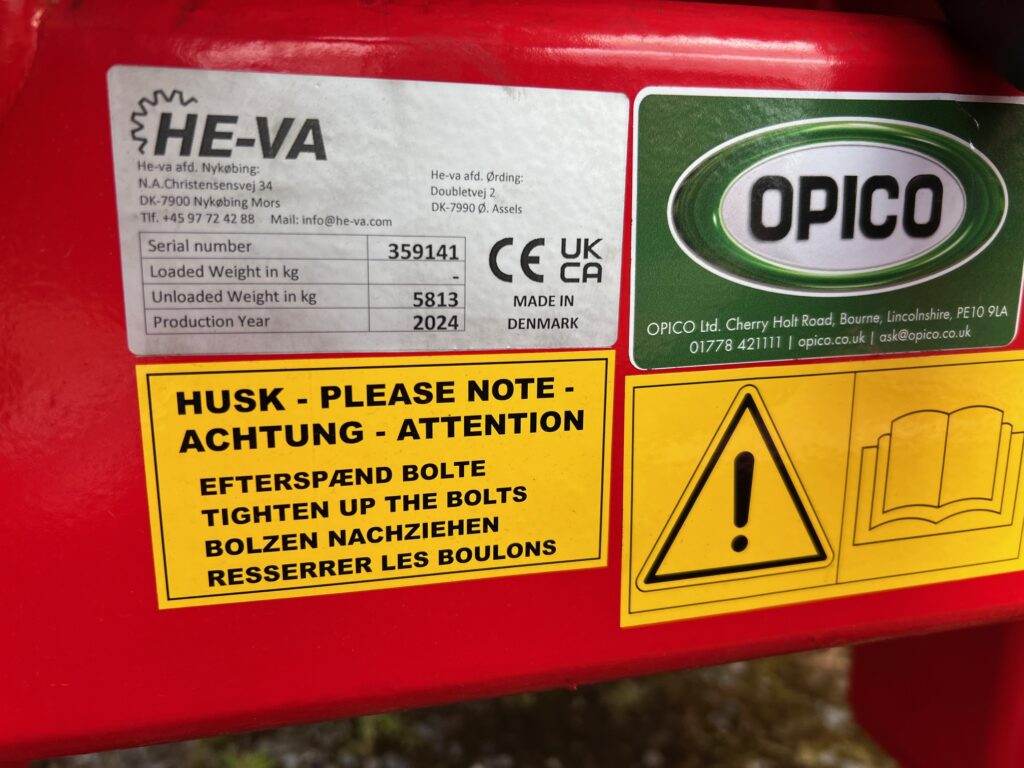 HE-VA
He-va afd. Nykøbing:
N.A.Christensensvej 34
DK-7900 Nykøbing Mors
Tlf. +45 97 72 42 88 Mail: info@he-va.com
He-va afd. Ørding:
Doubletvej 2
DK-7990 Ø. Assels
Serial number 359141
Loaded Weight in kg -
Unloaded Weight in kg 5813
Production Year 2024
CE UK
CA
MADE IN
DENMARK
OPICO
OPICO Ltd. Cherry Holt Road, Bourne, Lincolnshire, PE10 9LA
01778 421111 | opico.co.uk | ask@opico.co.uk
HUSK - PLEASE NOTE -
ACHTUNG - ATTENTION
EFTERSPÆND BOLTE
TIGHTEN UP THE BOLTS
BOLZEN NACHZIEHEN
RESSERRER LES BOULONS
!